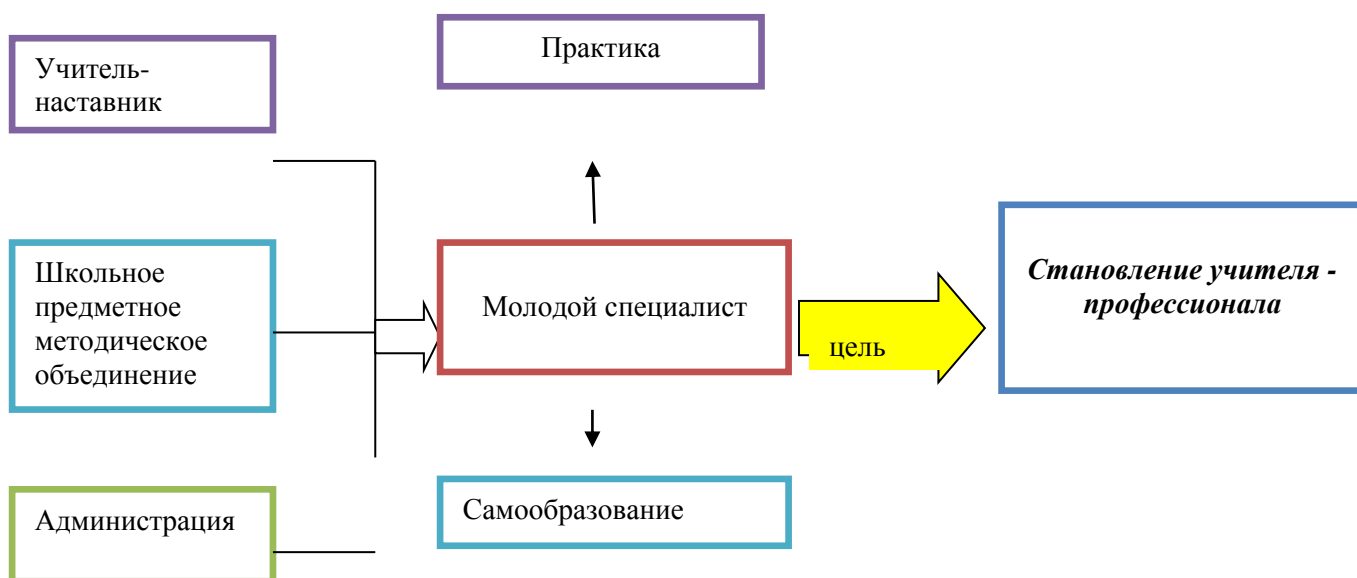 Учитель-
наставник
Практика
Школьное
предметное
методическое
объединение
Молодой специалист
цель
Становление учителя -
профессионала
Администрация
Самообразование